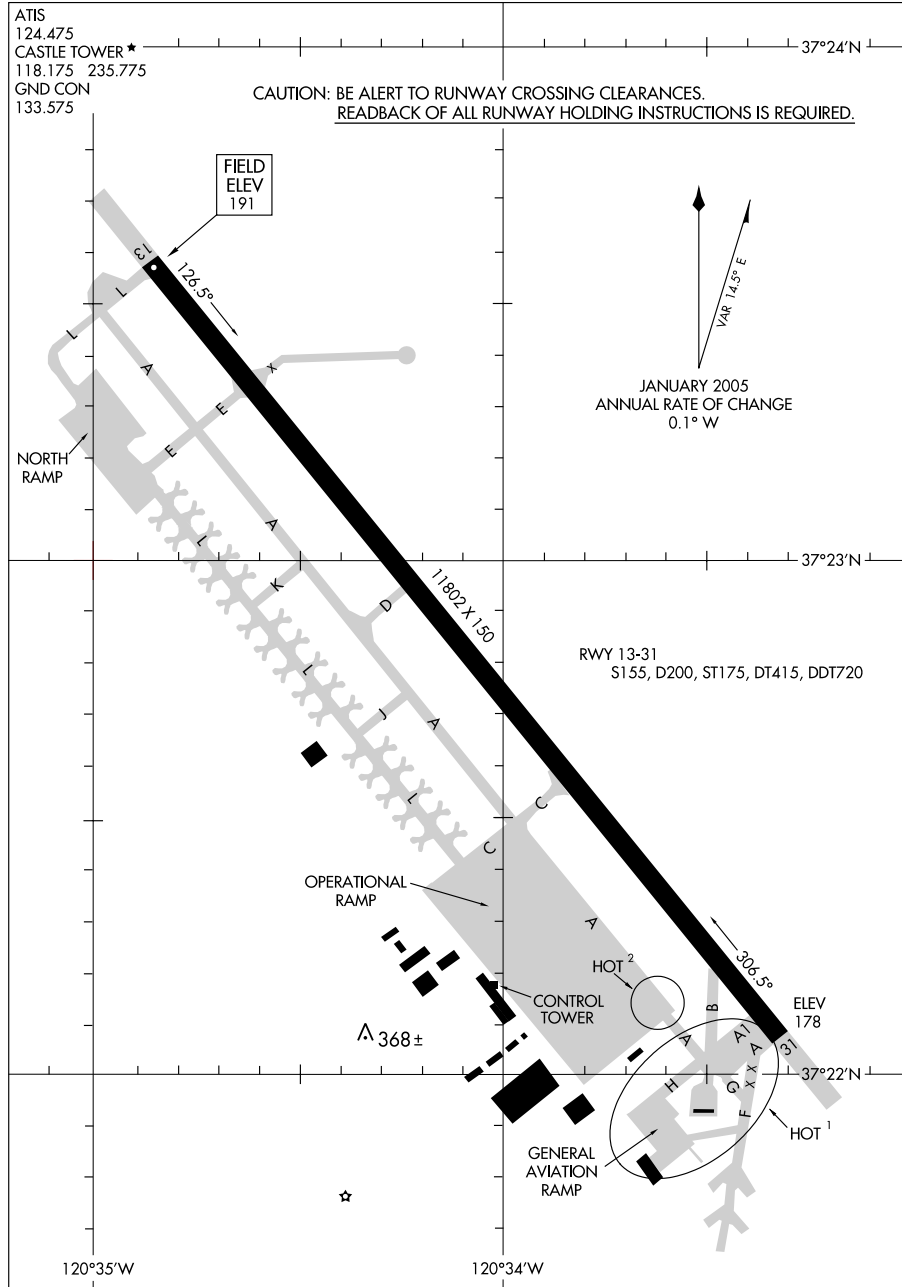 ATIS
124.475
CASTLE TOWER
118.175 235.775
GND CON
133.575
37°24'N
CAUTION: BE ALERT TO RUNWAY CROSSING CLEARANCES.
READBACK OF ALL RUNWAY HOLDING INSTRUCTIONS IS REQUIRED.
FIELD
ELEV
191
13
126.5°
VAR 14.5° E
JANUARY 2005
ANNUAL RATE OF CHANGE
0.1° W
L
L
A
X
E
E
NORTH
RAMP
A
L
K
D
37°23'N
11802 X 150
RWY 13-31
S155, D200, ST175, DT415, DDT720
L
J
A
L
C
C
OPERATIONAL
RAMP
A
HOT 2
306.5°
CONTROL
TOWER
B
ELEV
178
368±
A
A1
A
31
37°22'N
H
G
X
X
F
HOT 1
GENERAL
AVIATION
RAMP
120°35'W
120°34'W